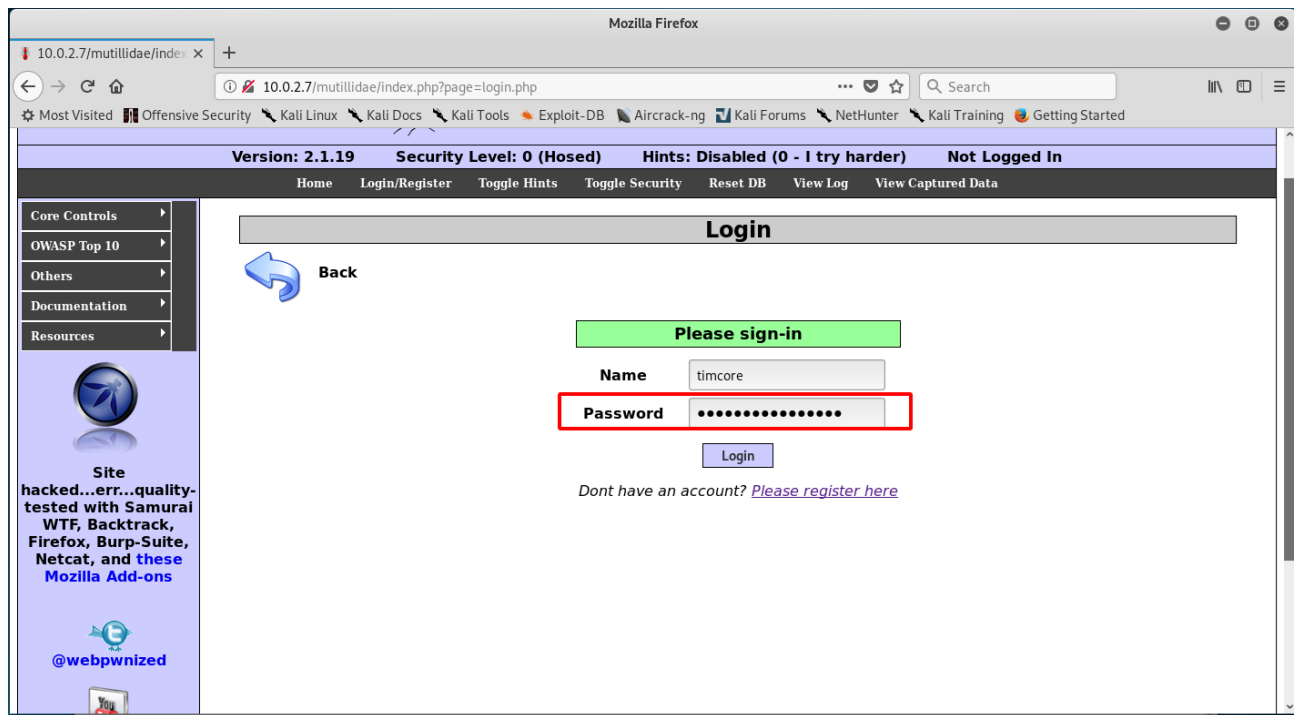 Mozilla Firefox
10.0.2.7/mutillidae/index
10.0.2.7/mutillidae/index.php?page=login.php
Search
Most Visited Offensive Security Kali Linux Kali Docs Kali Tools Exploit-DB Aircrack-ng Kali Forums NetHunter Kali Training Getting Started
Version: 2.1.19 Security Level: 0 (Hosed) Hints: Disabled (0 - I try harder) Not Logged In
Home Login/Register Toggle Hints Toggle Security Reset DB View Log View Captured Data
Core Controls
OWASP Top 10
Others
Documentation
Resources
Site
hacked...err...quality-
tested with Samurai
WTF, Backtrack,
Firefox, Burp-Suite,
Netcat, and these
Mozilla Add-ons
@webpwnized
You
Login
Back
Please sign-in
Name timcore
Password ••••••••••••••••
Login
Dont have an account? Please register here